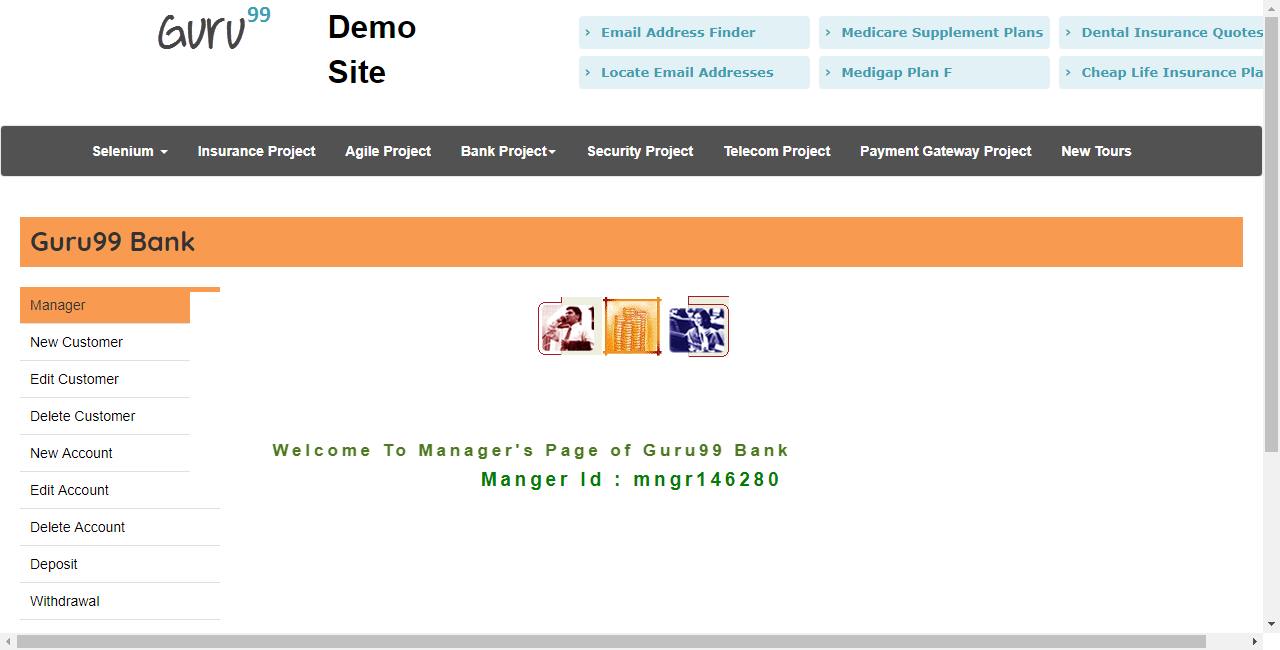 Guru99
Demo
Site
› Email Address Finder
› Medicare Supplement Plans
› Dental Insurance Quotes
› Locate Email Addresses
› Medigap Plan F
› Cheap Life Insurance Pla
Selenium Insurance Project Agile Project Bank Project Security Project Telecom Project Payment Gateway Project New Tours
Guru99 Bank
Manager
New Customer
Edit Customer
Delete Customer
New Account
Edit Account
Delete Account
Deposit
Withdrawal
Welcome To Manager's Page of Guru99 Bank
Manger Id : mngr146280